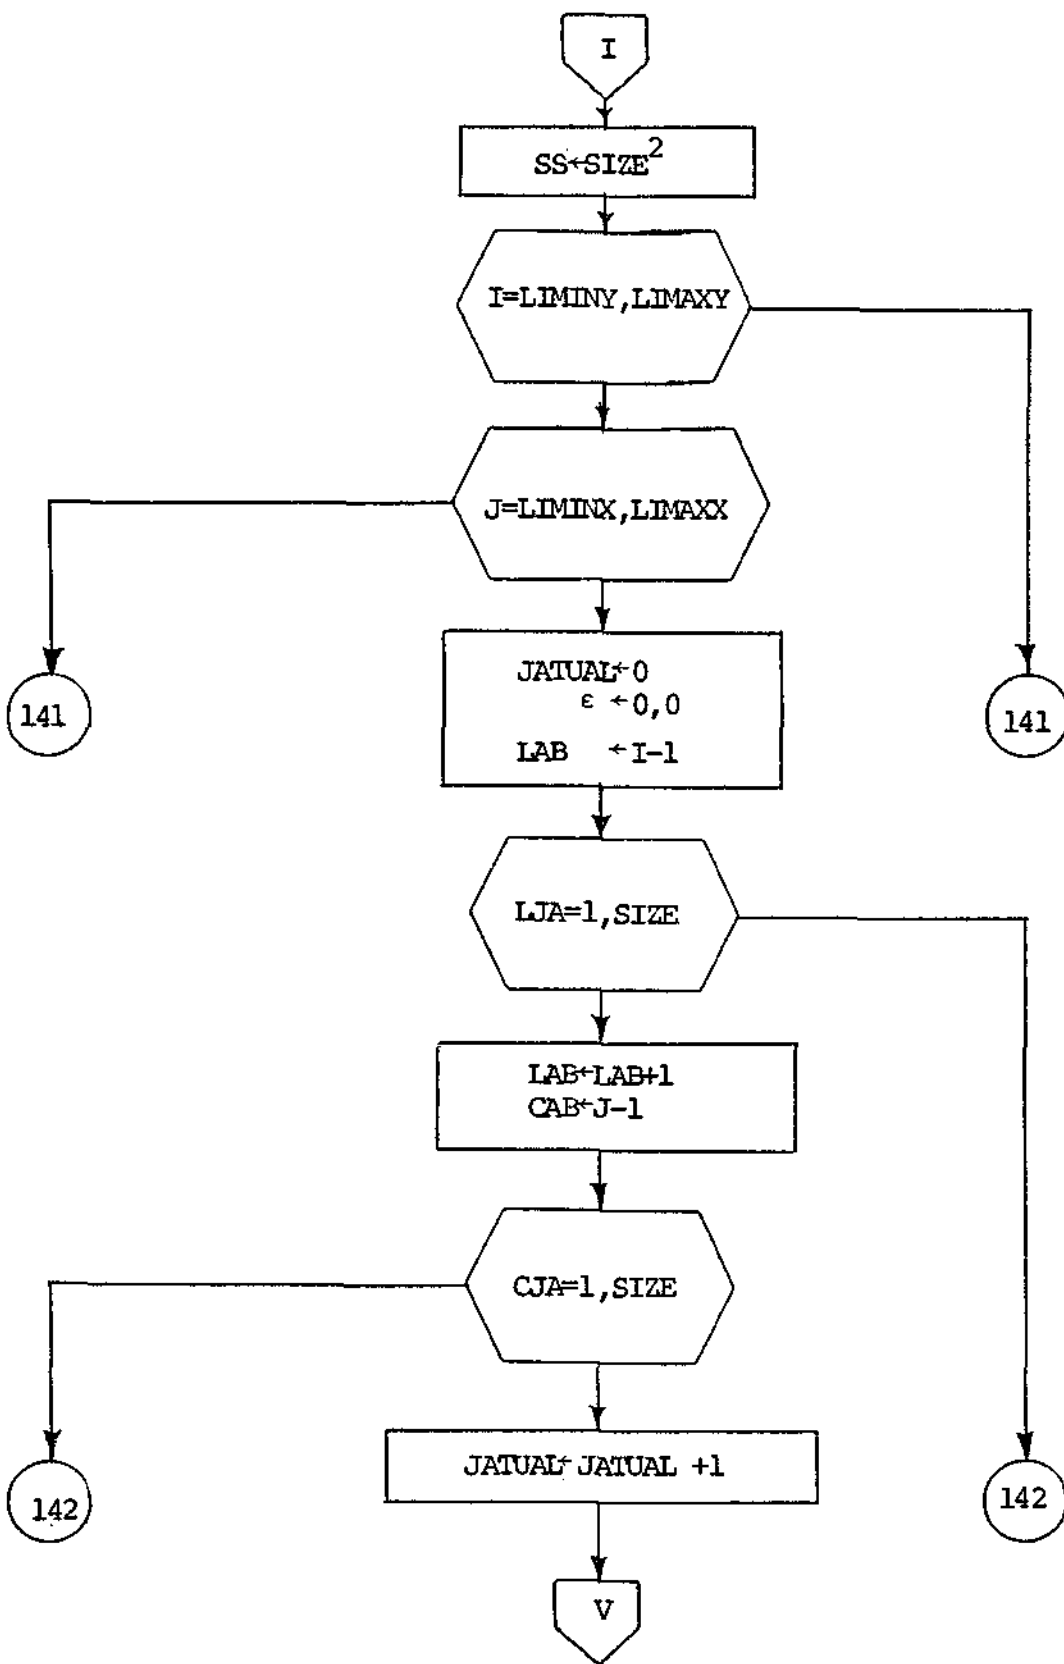 I
SS←SIZE²
I=LIMINY,LIMAXY
J=LIMINX,LIMAXX
JATUAL←0
ε ←0,0
LAB ←I-1
141
141
LJA=1,SIZE
LAB←LAB+1
CAB←J-1
CJA=1,SIZE
JATUAL←JATUAL +1
142
142
V